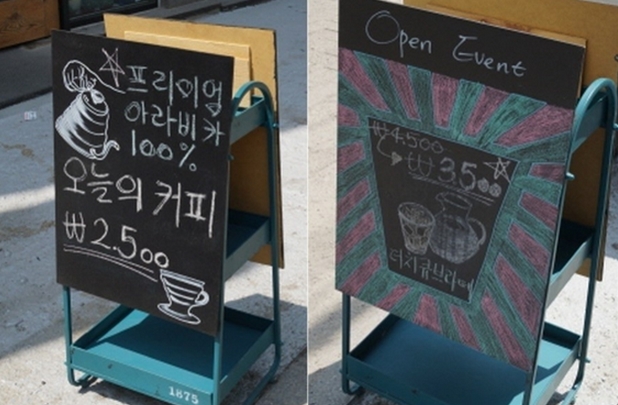 프리미엄
아라비카
100%
오늘의 커피
₩2.500
1875
Open Event
₩4.500
₩3.500
더치큐브라떼